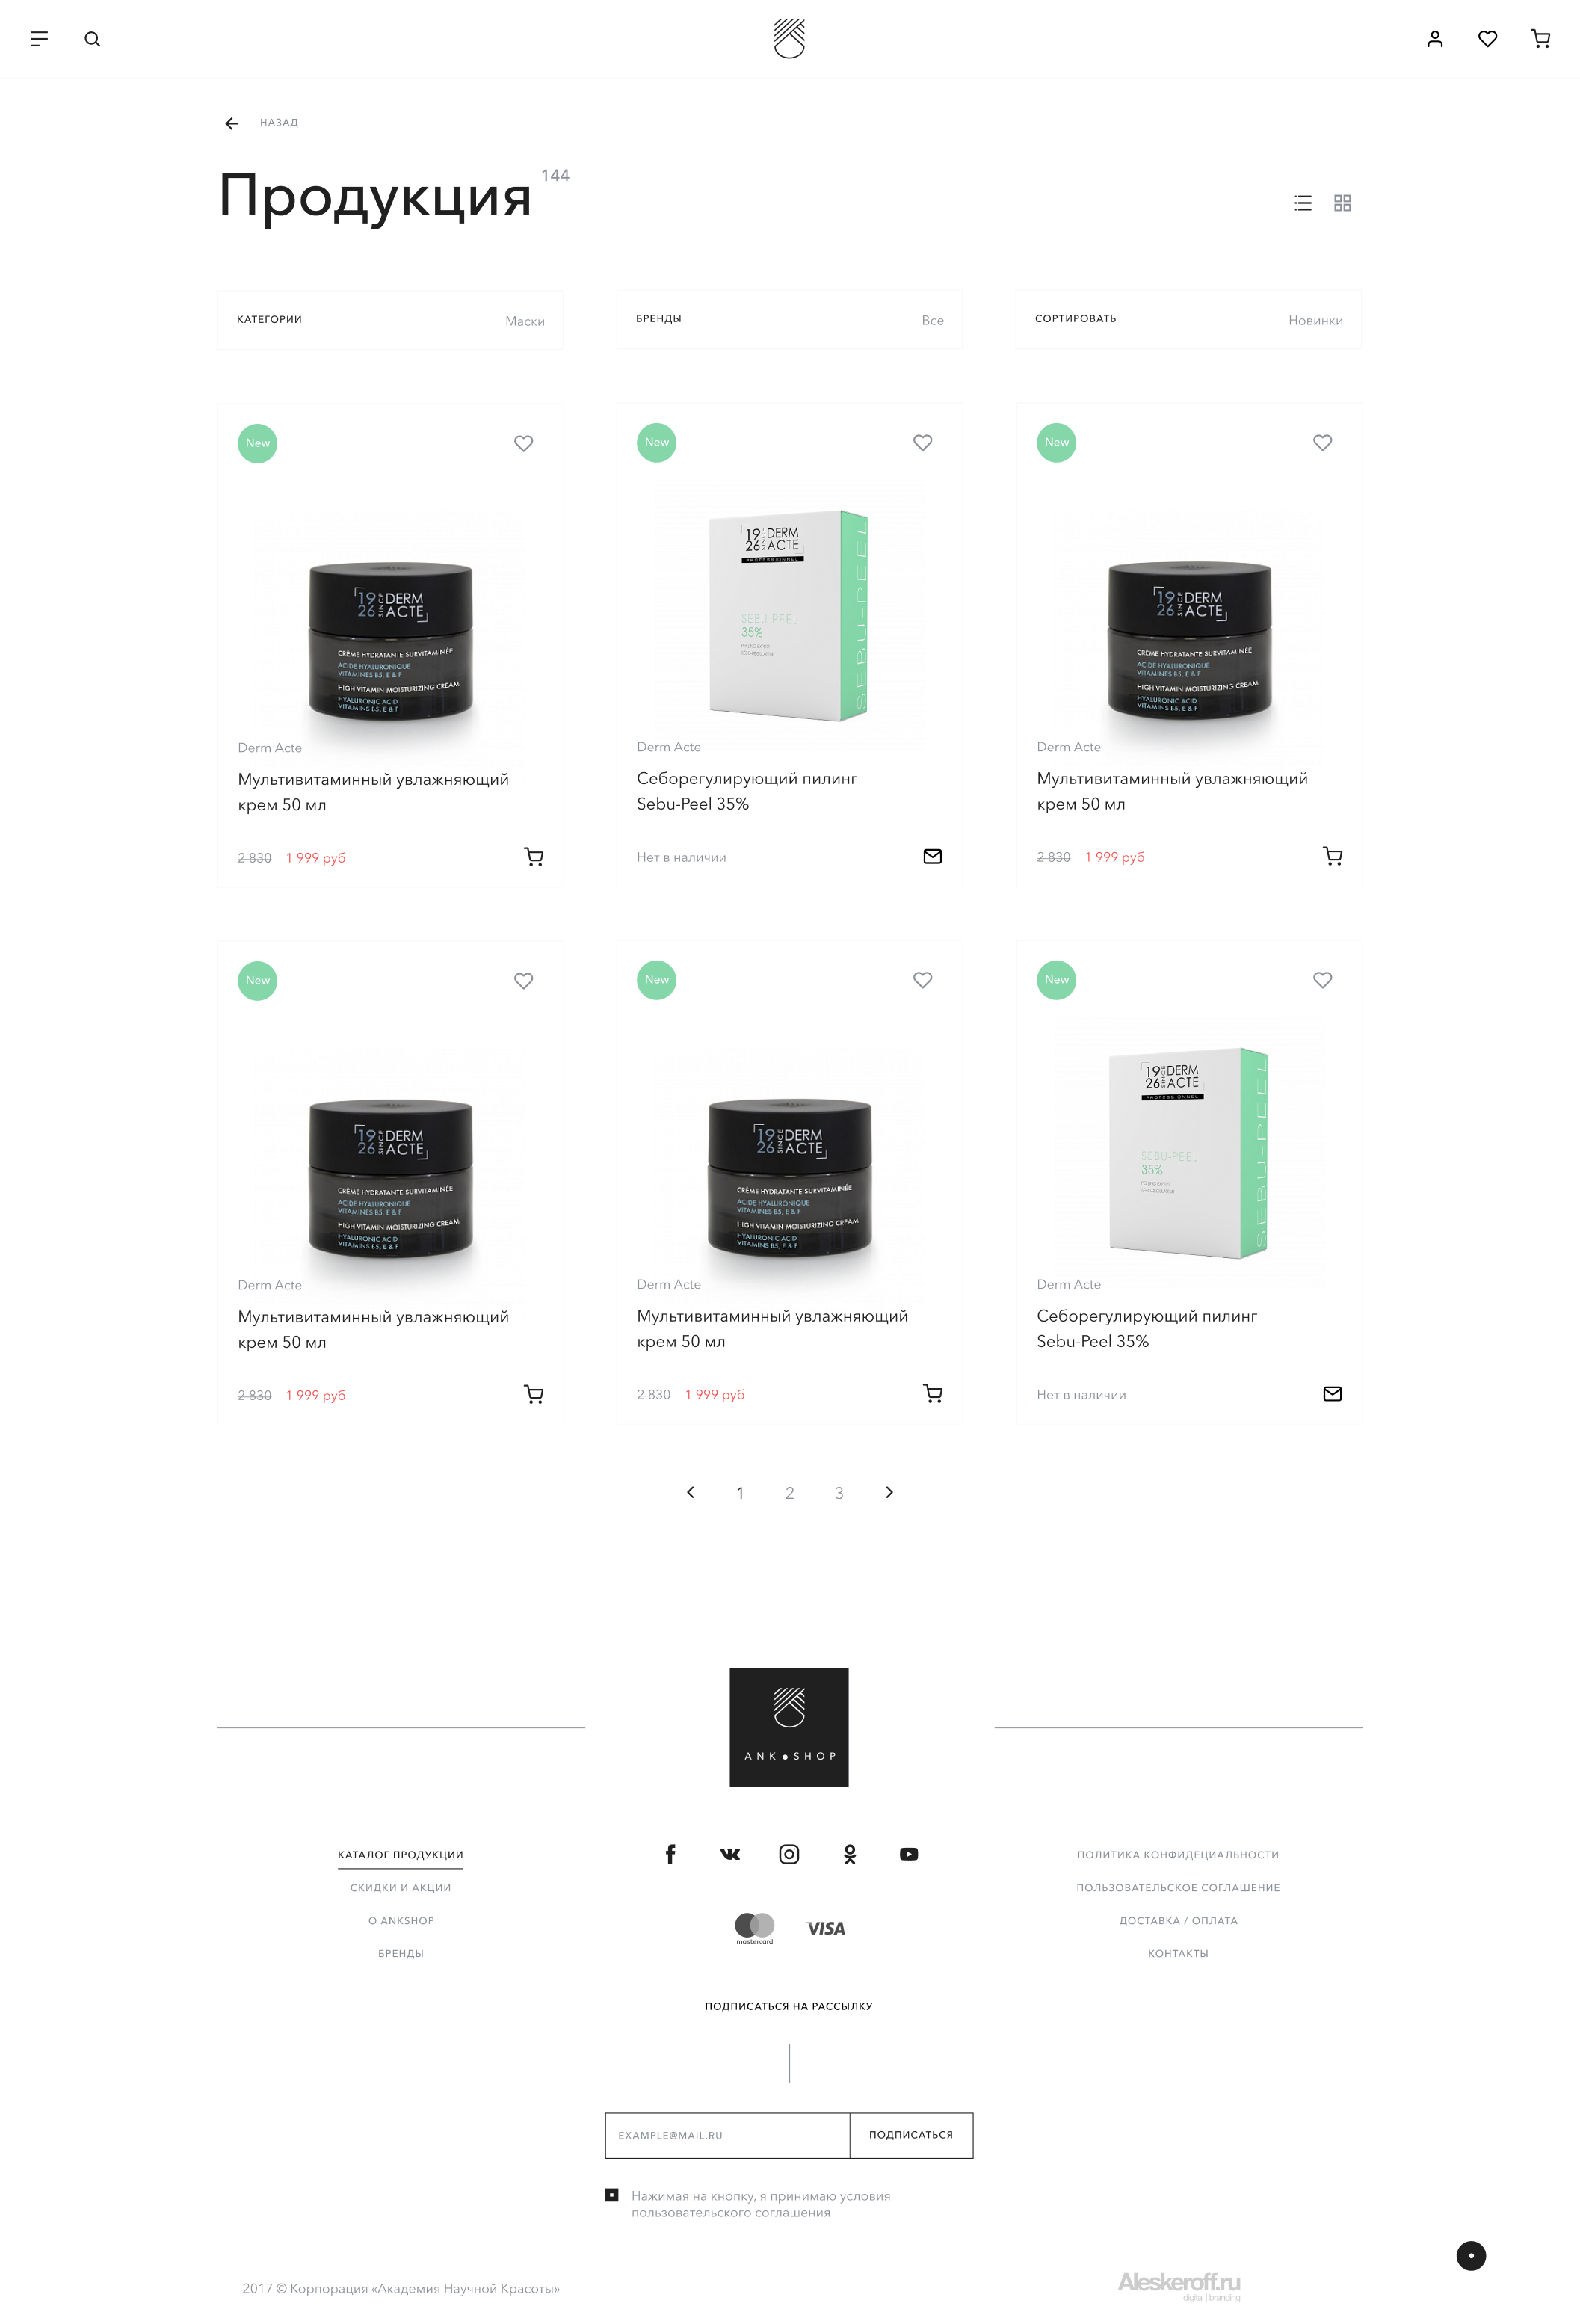 НАЗАД
Продукция 144
КАТЕГОРИИ Маски
БРЕНДЫ Все
СОРТИРОВАТЬ Новинки
New
19 26 SINCE DERM ACTE
CRÈME HYDRATANTE SURVITAMINÉE
ACIDE HYALURONIQUE
VITAMINES B5, E & F
HIGH VITAMIN MOISTURIZING CREAM
HYALURONIC ACID
VITAMINS B5, E & F
Derm Acte
Мультивитаминный увлажняющий
крем 50 мл
2 830 1 999 руб
New
19 26 SINCE DERM ACTE
PROFESSIONNEL
SEBU-PEEL
35%
SEBU-PEEL
Derm Acte
Себорегулирующий пилинг
Sebu-Peel 35%
Нет в наличии
New
19 26 SINCE DERM ACTE
CRÈME HYDRATANTE SURVITAMINÉE
ACIDE HYALURONIQUE
VITAMINES B5, E & F
HIGH VITAMIN MOISTURIZING CREAM
HYALURONIC ACID
VITAMINS B5, E & F
Derm Acte
Мультивитаминный увлажняющий
крем 50 мл
2 830 1 999 руб
New
19 26 SINCE DERM ACTE
CRÈME HYDRATANTE SURVITAMINÉE
ACIDE HYALURONIQUE
VITAMINES B5, E & F
HIGH VITAMIN MOISTURIZING CREAM
HYALURONIC ACID
VITAMINS B5, E & F
Derm Acte
Мультивитаминный увлажняющий
крем 50 мл
2 830 1 999 руб
New
19 26 SINCE DERM ACTE
CRÈME HYDRATANTE SURVITAMINÉE
ACIDE HYALURONIQUE
VITAMINES B5, E & F
HIGH VITAMIN MOISTURIZING CREAM
HYALURONIC ACID
VITAMINS B5, E & F
Derm Acte
Мультивитаминный увлажняющий
крем 50 мл
2 830 1 999 руб
New
19 26 SINCE DERM ACTE
PROFESSIONNEL
SEBU-PEEL
35%
SEBU-PEEL
Derm Acte
Себорегулирующий пилинг
Sebu-Peel 35%
Нет в наличии
1 2 3
ANK●SHOP
КАТАЛОГ ПРОДУКЦИИ
СКИДКИ И АКЦИИ
О ANKSHOP
БРЕНДЫ
mastercard VISA
ПОЛИТИКА КОНФИДЕЦИАЛЬНОСТИ
ПОЛЬЗОВАТЕЛЬСКОЕ СОГЛАШЕНИЕ
ДОСТАВКА / ОПЛАТА
КОНТАКТЫ
ПОДПИСАТЬСЯ НА РАССЫЛКУ
EXAMPLE@MAIL.RU ПОДПИСАТЬСЯ
Нажимая на кнопку, я принимаю условия
пользовательского соглашения
2017 © Корпорация «Академия Научной Красоты»
Aleskeroff.ru
digital | branding